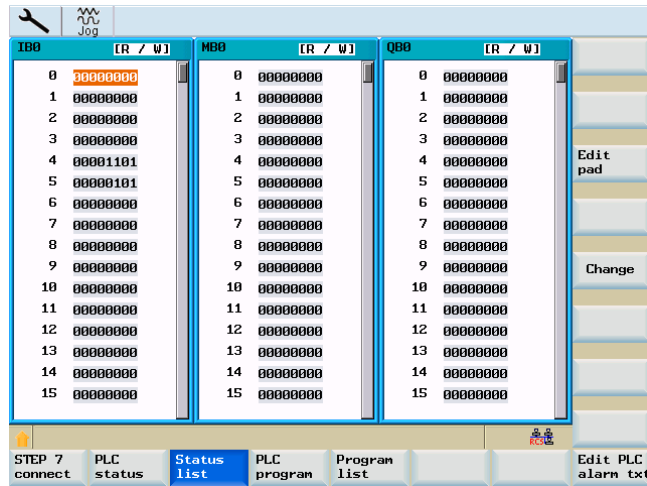 Jog
IB0 [R / W] MB0 [R / W] QB0 [R / W]
0 00000000 0 00000000 0 00000000
1 00000000 1 00000000 1 00000000
2 00000000 2 00000000 2 00000000
3 00000000 3 00000000 3 00000000
4 00001101 4 00000000 4 00000000
5 00000101 5 00000000 5 00000000
6 00000000 6 00000000 6 00000000
7 00000000 7 00000000 7 00000000
8 00000000 8 00000000 8 00000000
9 00000000 9 00000000 9 00000000
10 00000000 10 00000000 10 00000000
11 00000000 11 00000000 11 00000000
12 00000000 12 00000000 12 00000000
13 00000000 13 00000000 13 00000000
14 00000000 14 00000000 14 00000000
15 00000000 15 00000000 15 00000000
Edit
pad
Change
RCS
STEP 7
connect
PLC
status
Status
list
PLC
program
Program
list
Edit PLC
alarm txt